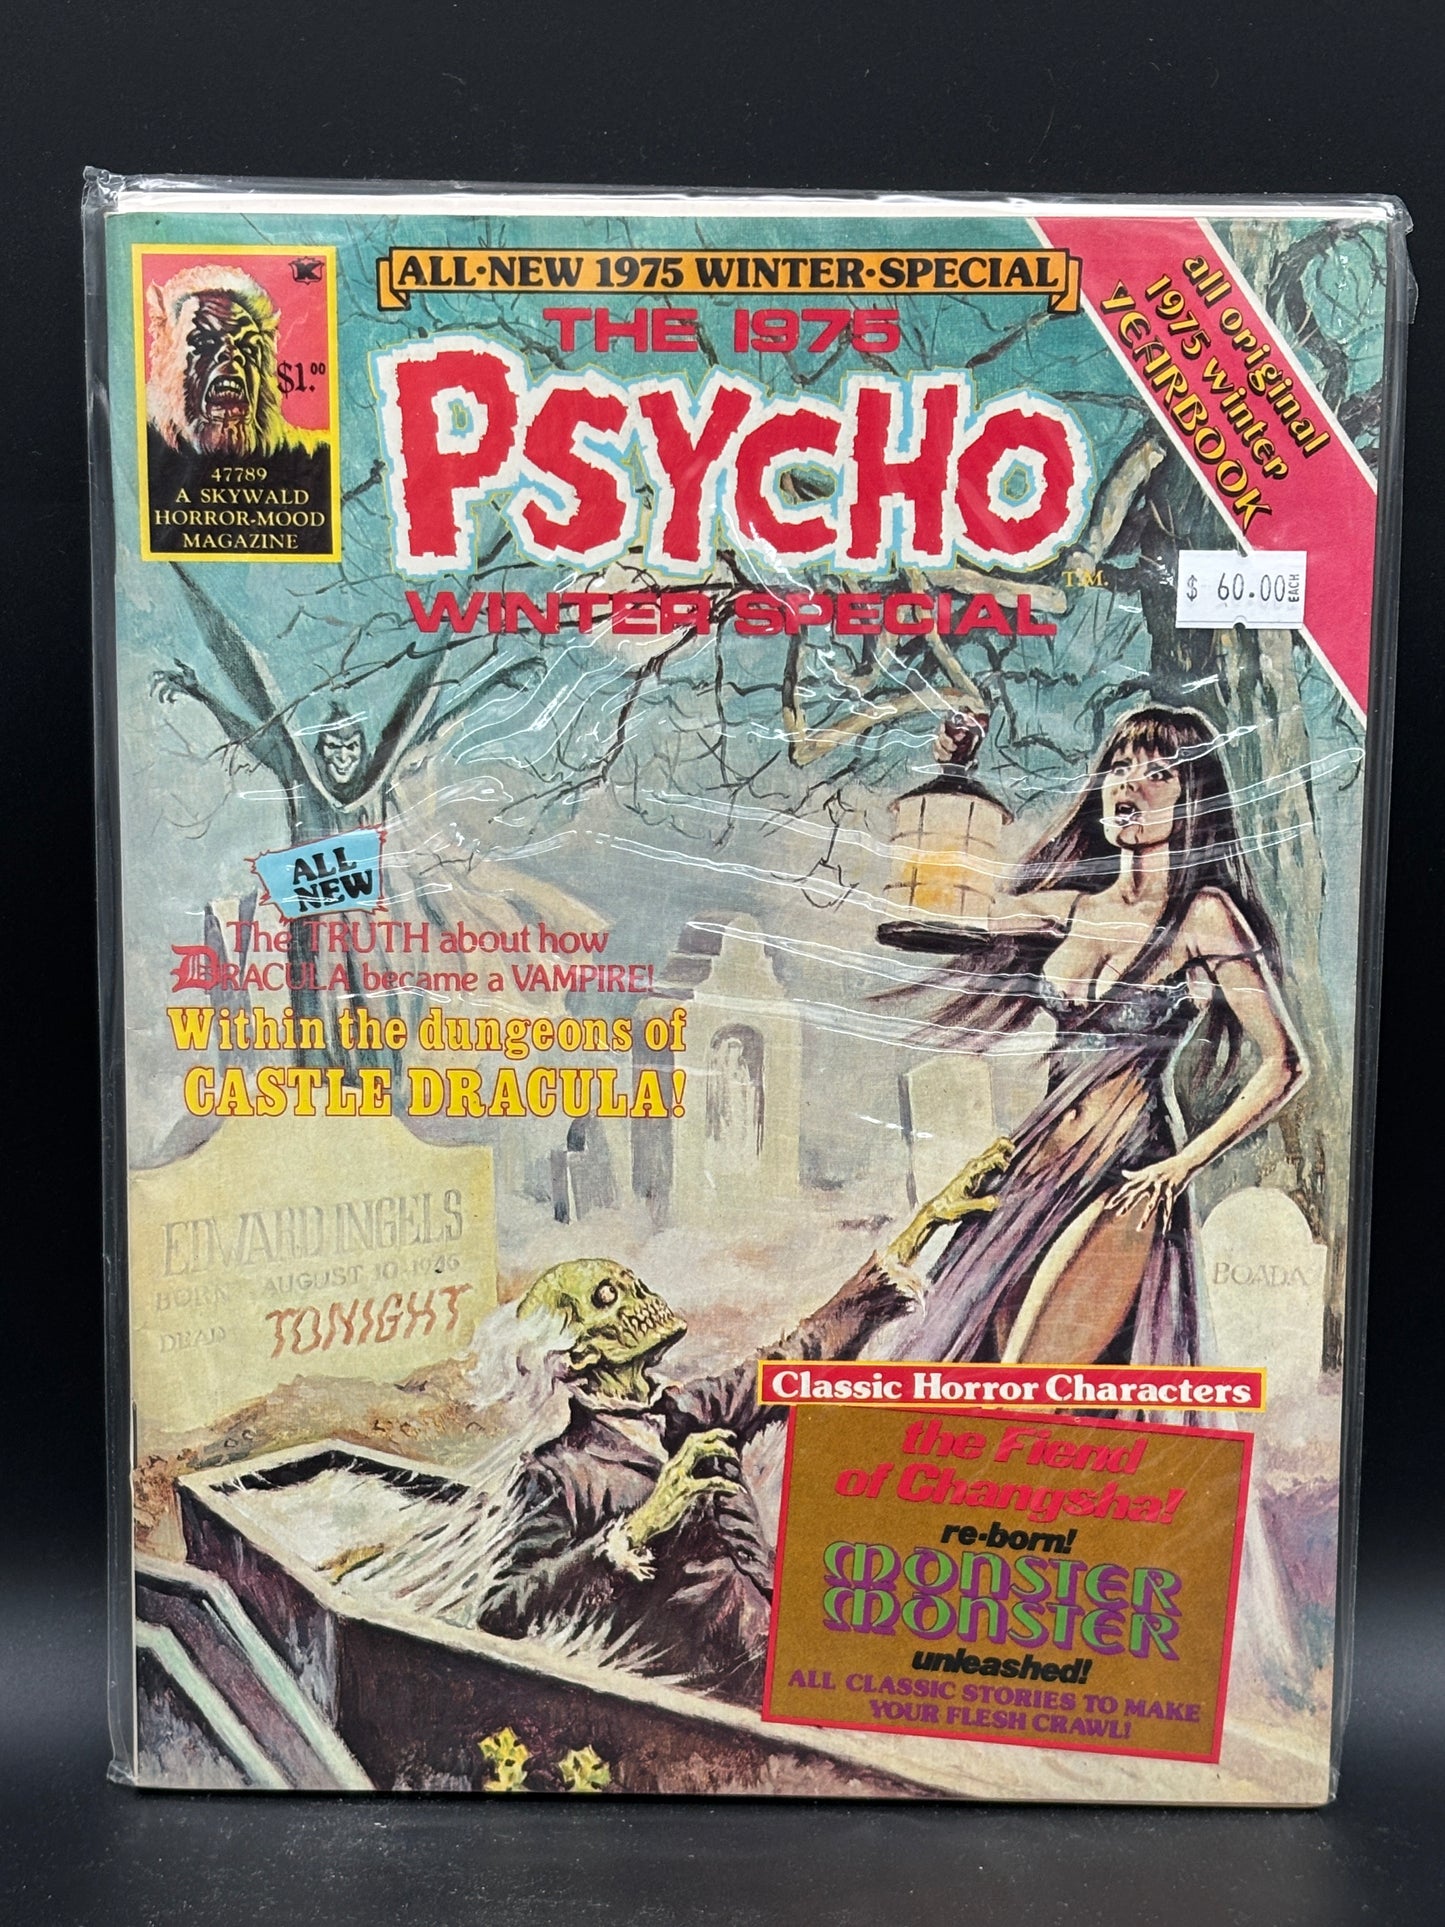 ALL·NEW 1975 WINTER·SPECIAL
THE 1975
PSYCHO
T.M.
WINTER SPECIAL
K
$1.00
47789
A SKYWALD
HORROR-MOOD
MAGAZINE
all original
1975 winter
YEARBOOK
$ 60.00 EACH
ALL
NEW
The TRUTH about how
DRACULA became a VAMPIRE!
Within the dungeons of
CASTLE DRACULA!
EDWARD INGELS
BORN AUGUST 10·1946
DEAD TONIGHT
BOADA
Classic Horror Characters
the Fiend
of Changsha!
re-born!
MONSTER
MONSTER
unleashed!
ALL CLASSIC STORIES TO MAKE
YOUR FLESH CRAWL!